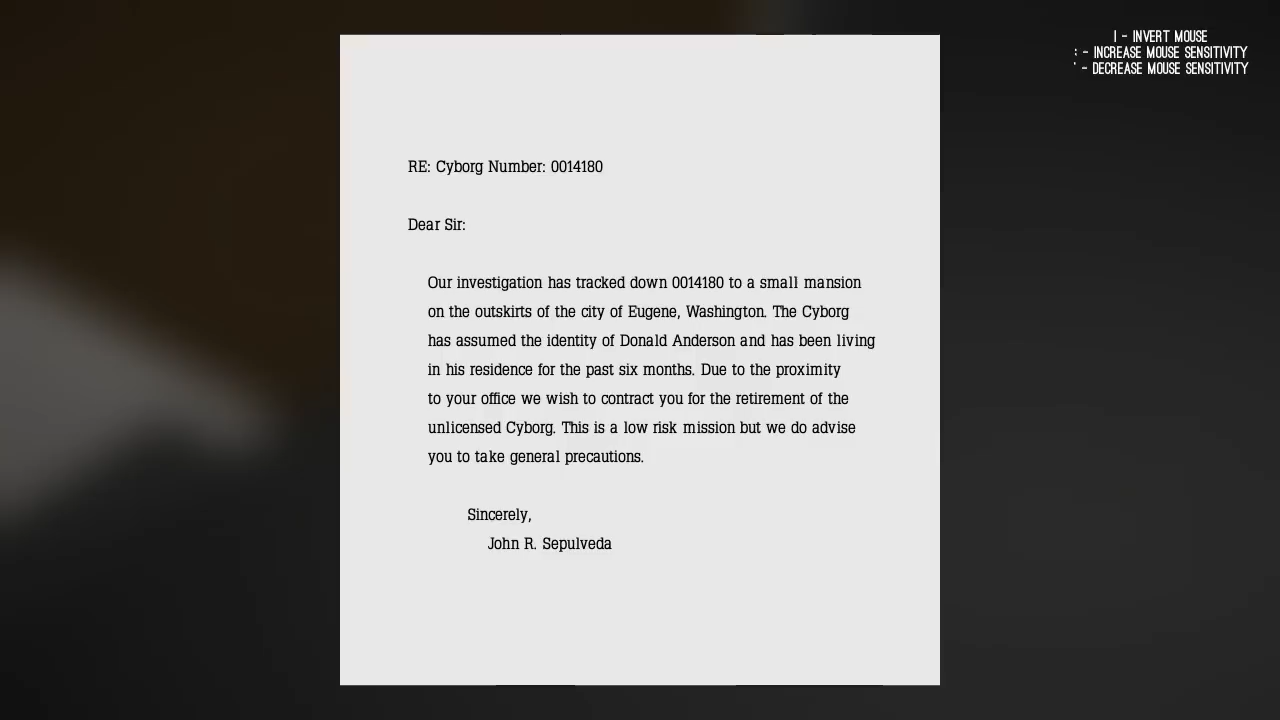 I - INVERT MOUSE
; - INCREASE MOUSE SENSITIVITY
' - DECREASE MOUSE SENSITIVITY
RE: Cyborg Number: 0014180
Dear Sir:
Our investigation has tracked down 0014180 to a small mansion
on the outskirts of the city of Eugene, Washington. The Cyborg
has assumed the identity of Donald Anderson and has been living
in his residence for the past six months. Due to the proximity
to your office we wish to contract you for the retirement of the
unlicensed Cyborg. This is a low risk mission but we do advise
you to take general precautions.
Sincerely,
John R. Sepulveda